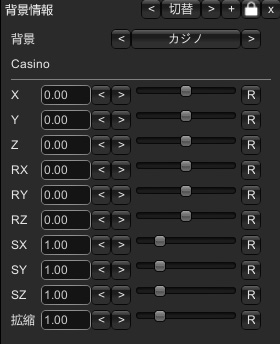 背景情報 < 切替 > + x
背景 < カジノ >
Casino
X 0.00 < > R
Y 0.00 < > R
Z 0.00 < > R
RX 0.00 < > R
RY 0.00 < > R
RZ 0.00 < > R
SX 1.00 < > R
SY 1.00 < > R
SZ 1.00 < > R
拡縮 1.00 < > R